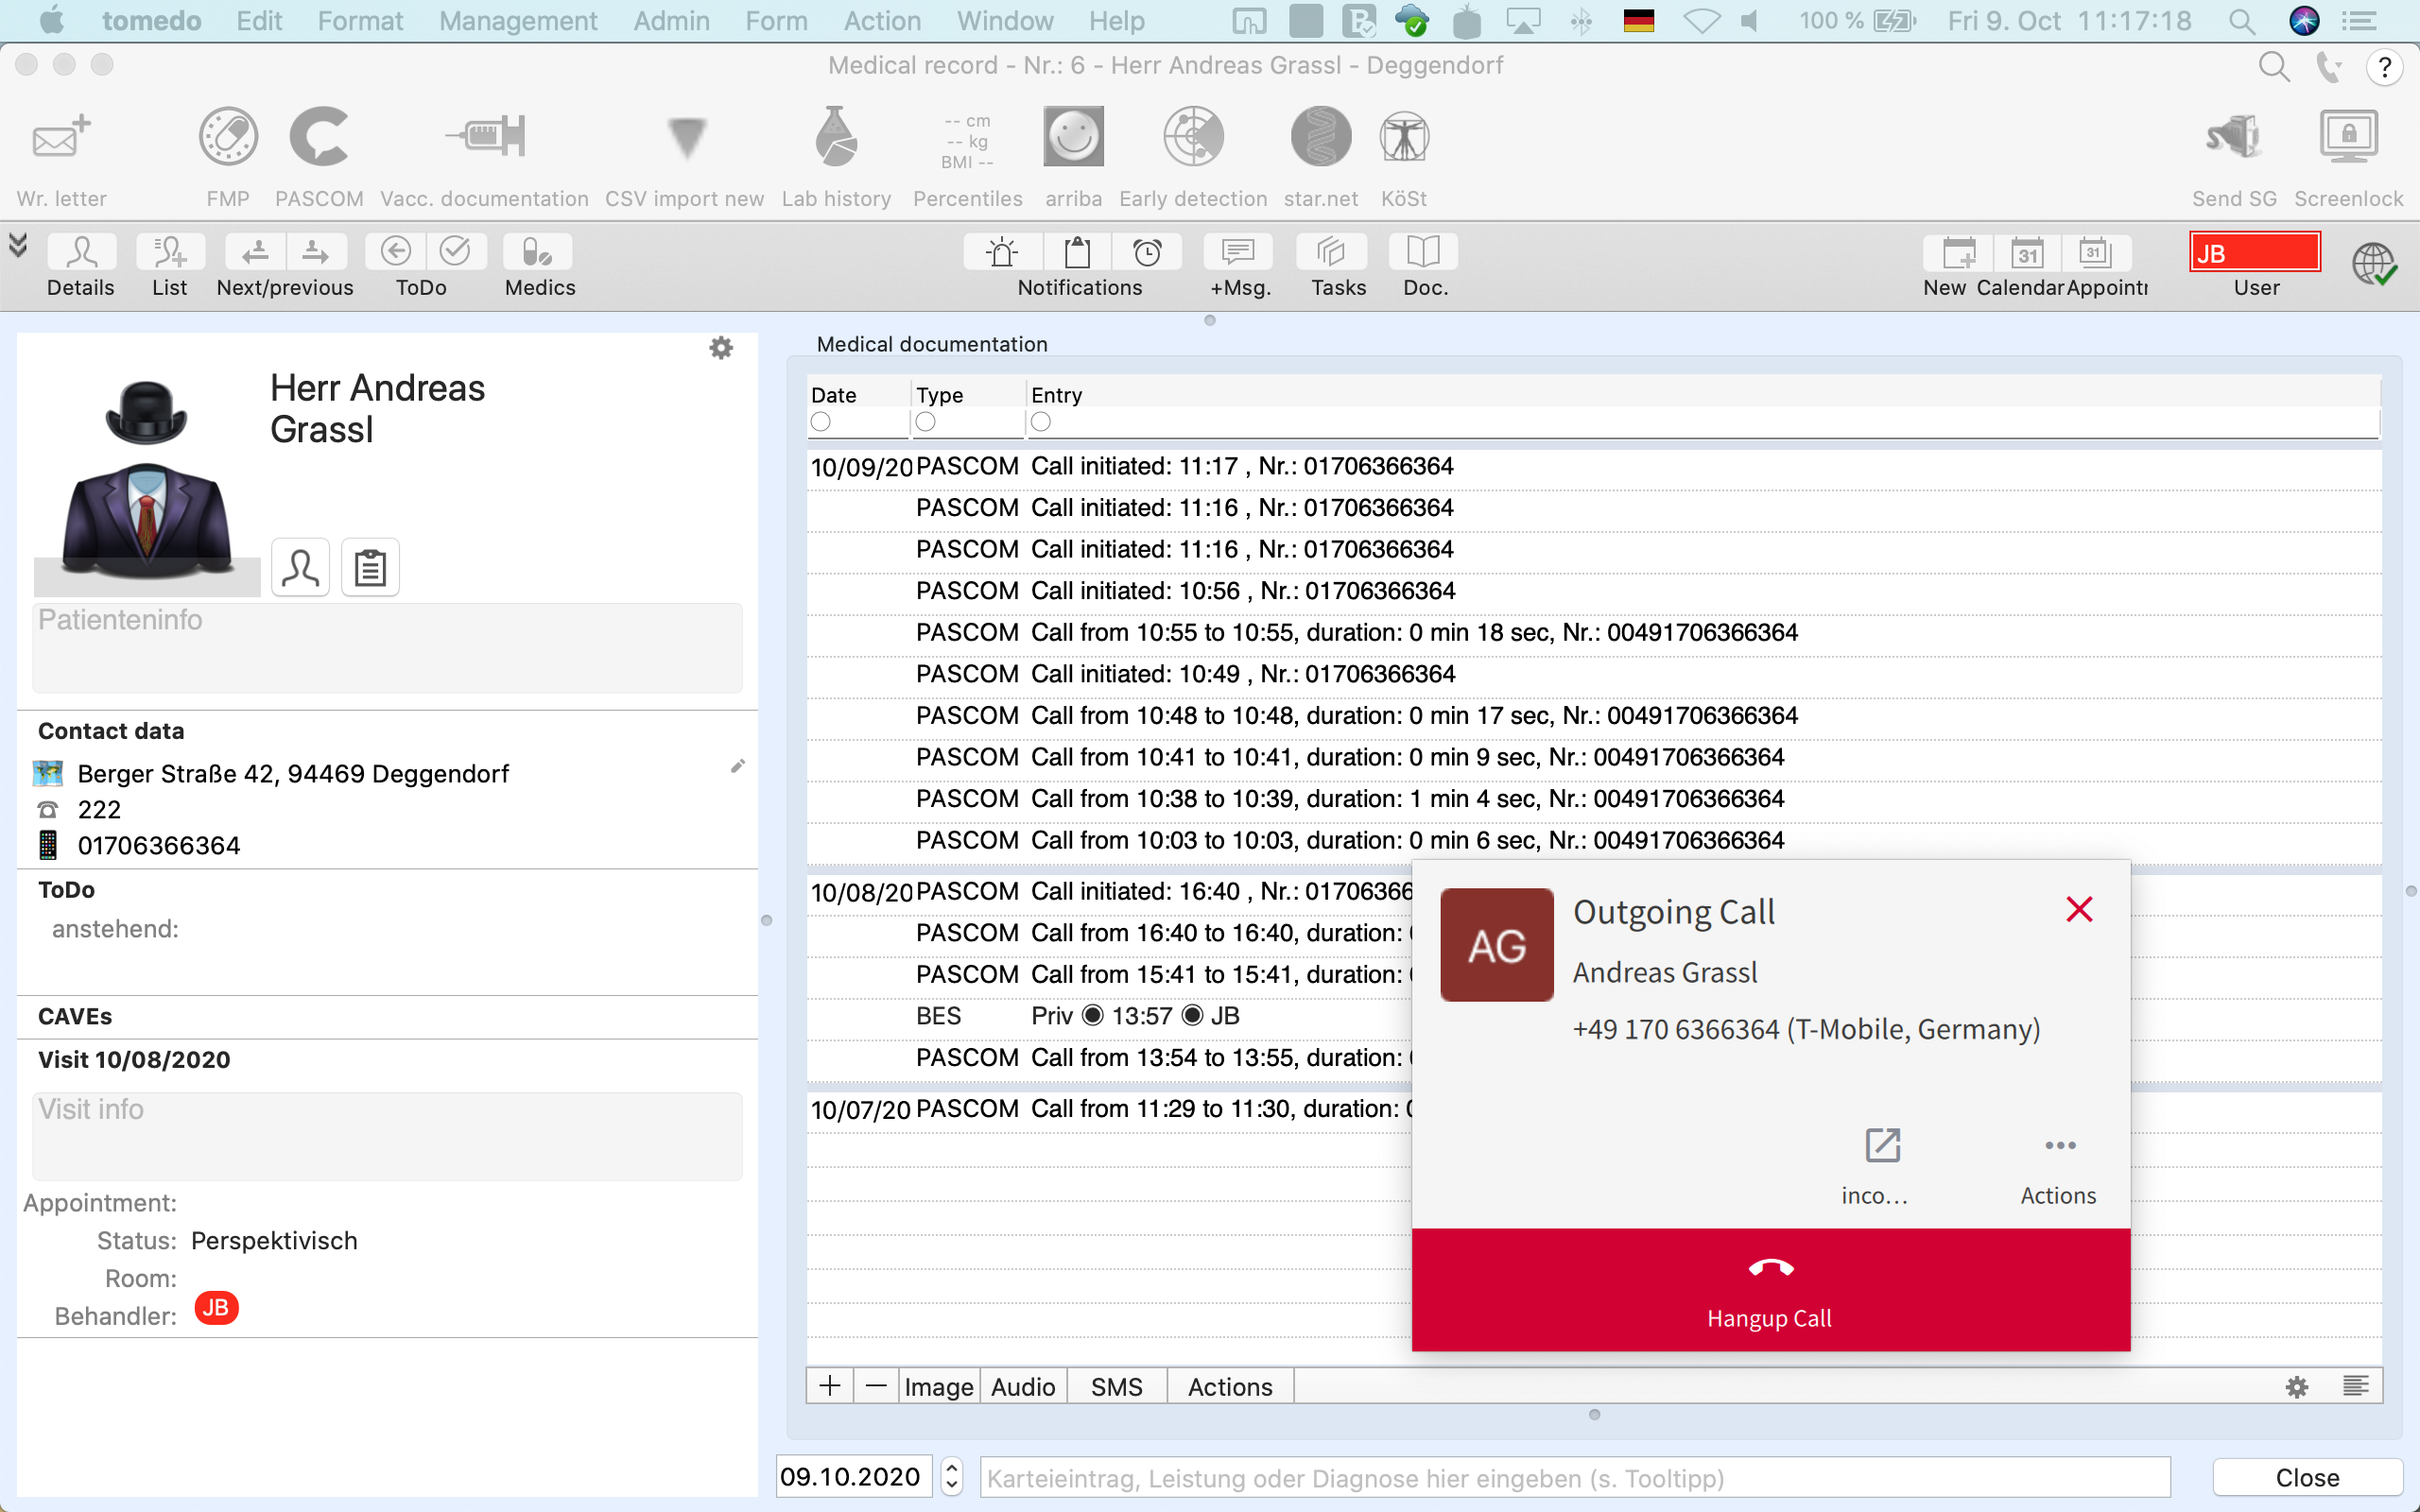 tomedo Edit Format Management Admin Form Action Window Help 100 % Fri 9. Oct 11:17:18
Medical record - Nr.: 6 - Herr Andreas Grassl - Deggendorf
?
-- cm
-- kg
BMI --
Wr. letter FMP PASCOM Vacc. documentation CSV import new Lab history Percentiles arriba Early detection star.net KöSt Send SG Screenlock
31 31 JB
Details List Next/previous ToDo Medics Notifications +Msg. Tasks Doc. New Calendar Appointr User
Herr Andreas
Grassl
Patienteninfo
Contact data
Berger Straße 42, 94469 Deggendorf
222
01706366364
ToDo
anstehend:
CAVEs
Visit 10/08/2020
Visit info
Appointment:
Status: Perspektivisch
Room:
Behandler: JB
Medical documentation
Date Type Entry
10/09/20 PASCOM Call initiated: 11:17 , Nr.: 01706366364
PASCOM Call initiated: 11:16 , Nr.: 01706366364
PASCOM Call initiated: 11:16 , Nr.: 01706366364
PASCOM Call initiated: 10:56 , Nr.: 01706366364
PASCOM Call from 10:55 to 10:55, duration: 0 min 18 sec, Nr.: 00491706366364
PASCOM Call initiated: 10:49 , Nr.: 01706366364
PASCOM Call from 10:48 to 10:48, duration: 0 min 17 sec, Nr.: 00491706366364
PASCOM Call from 10:41 to 10:41, duration: 0 min 9 sec, Nr.: 00491706366364
PASCOM Call from 10:38 to 10:39, duration: 1 min 4 sec, Nr.: 00491706366364
PASCOM Call from 10:03 to 10:03, duration: 0 min 6 sec, Nr.: 00491706366364
10/08/20 PASCOM Call initiated: 16:40 , Nr.: 01706366
PASCOM Call from 16:40 to 16:40, duration:
PASCOM Call from 15:41 to 15:41, duration:
BES Priv 13:57 JB
PASCOM Call from 13:54 to 13:55, duration:
10/07/20 PASCOM Call from 11:29 to 11:30, duration:
AG
Outgoing Call
Andreas Grassl
+49 170 6366364 (T-Mobile, Germany)
inco... Actions
Hangup Call
+ − Image Audio SMS Actions
09.10.2020 Karteieintrag, Leistung oder Diagnose hier eingeben (s. Tooltipp) Close